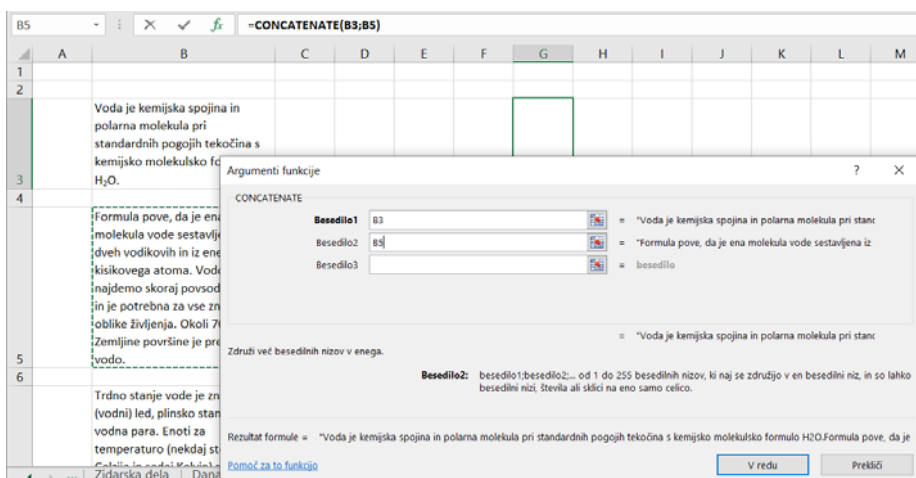 B5 =CONCATENATE(B3;B5)
A B C D E F G H I J K L M
1
2
Voda je kemijska spojina in
polarna molekula pri
standardnih pogojih tekočina s
kemijsko molekulsko fo
3 H₂O.
4
Formula pove, da je ena
molekula vode sestavlje
dveh vodikovih in iz ene
kisikovega atoma. Vodo
najdemo skoraj povsod
in je potrebna za vse zn
oblike življenja. Okoli 70
Zemljine površine je pre
5 vodo.
6
Trdno stanje vode je zn
(vodni) led, plinsko stan
vodna para. Enoti za
temperaturo (nekdaj st
Zidarska dela
Argumenti funkcije ?
CONCATENATE
Besedilo1 B3 = "Voda je kemijska spojina in polarna molekula pri stanc
Besedilo2 B5 = "Formula pove, da je ena molekula vode sestavljena iz
Besedilo3 = besedilo
= "Voda je kemijska spojina in polarna molekula pri stanc
Združi več besedilnih nizov v enega.
Besedilo2: besedilo1;besedilo2;... od 1 do 255 besedilnih nizov, ki naj se združijo v en besedilni niz, in so lahko
besedilni nizi, števila ali sklici na eno samo celico.
Rezultat formule = "Voda je kemijska spojina in polarna molekula pri standardnih pogojih tekočina s kemijsko molekulsko formulo H2O.Formula pove, da je
Pomoč za to funkcijo V redu Prekliči